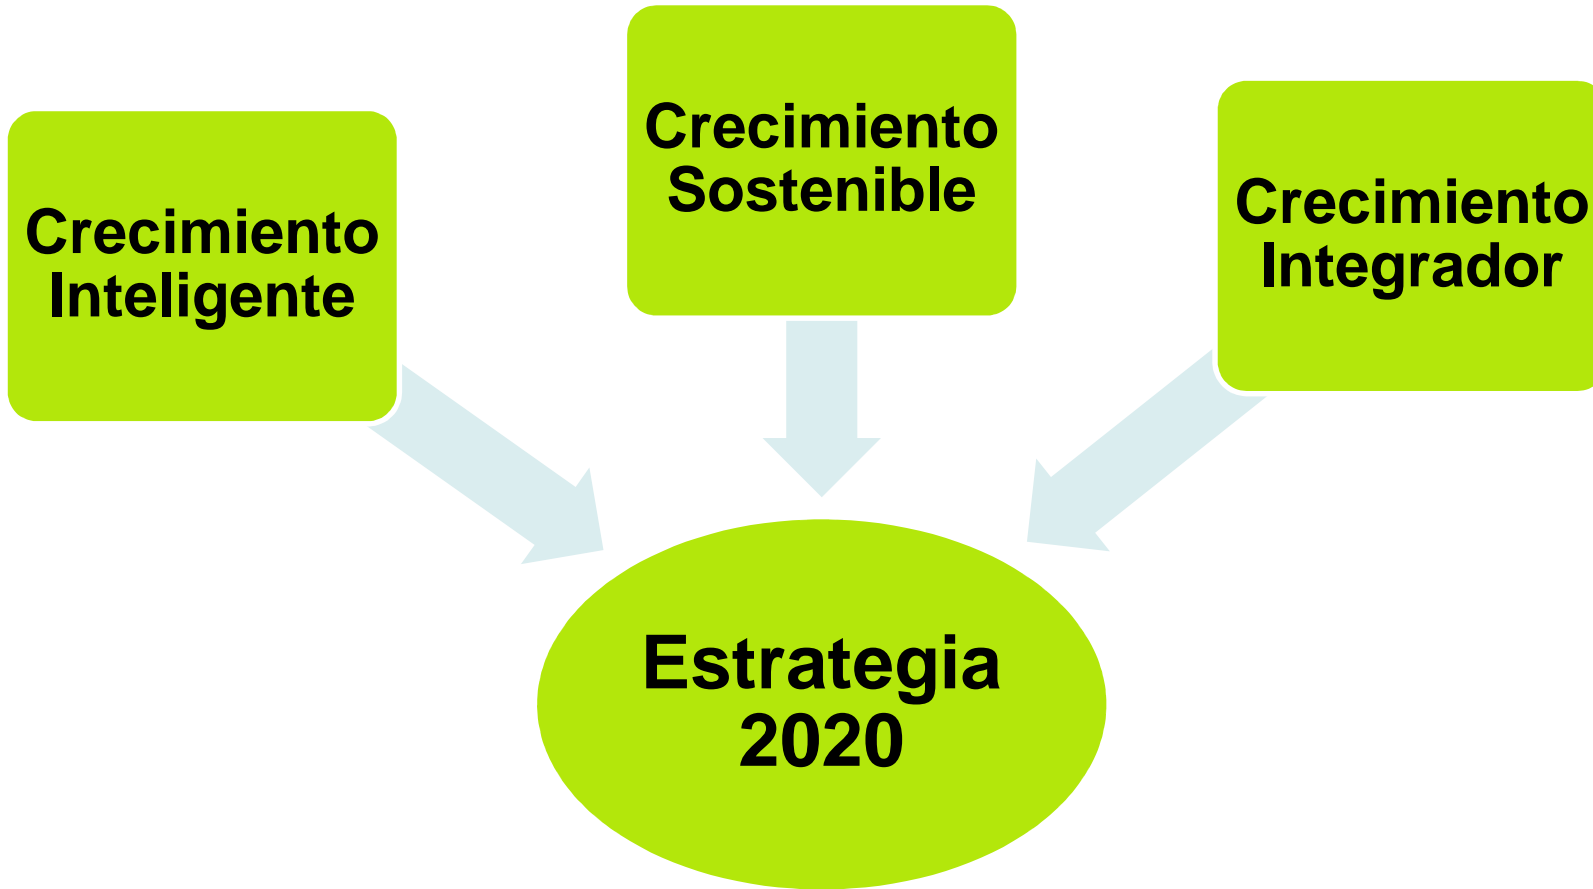 Crecimiento
Inteligente
Crecimiento
Sostenible
Crecimiento
Integrador
Estrategia
2020